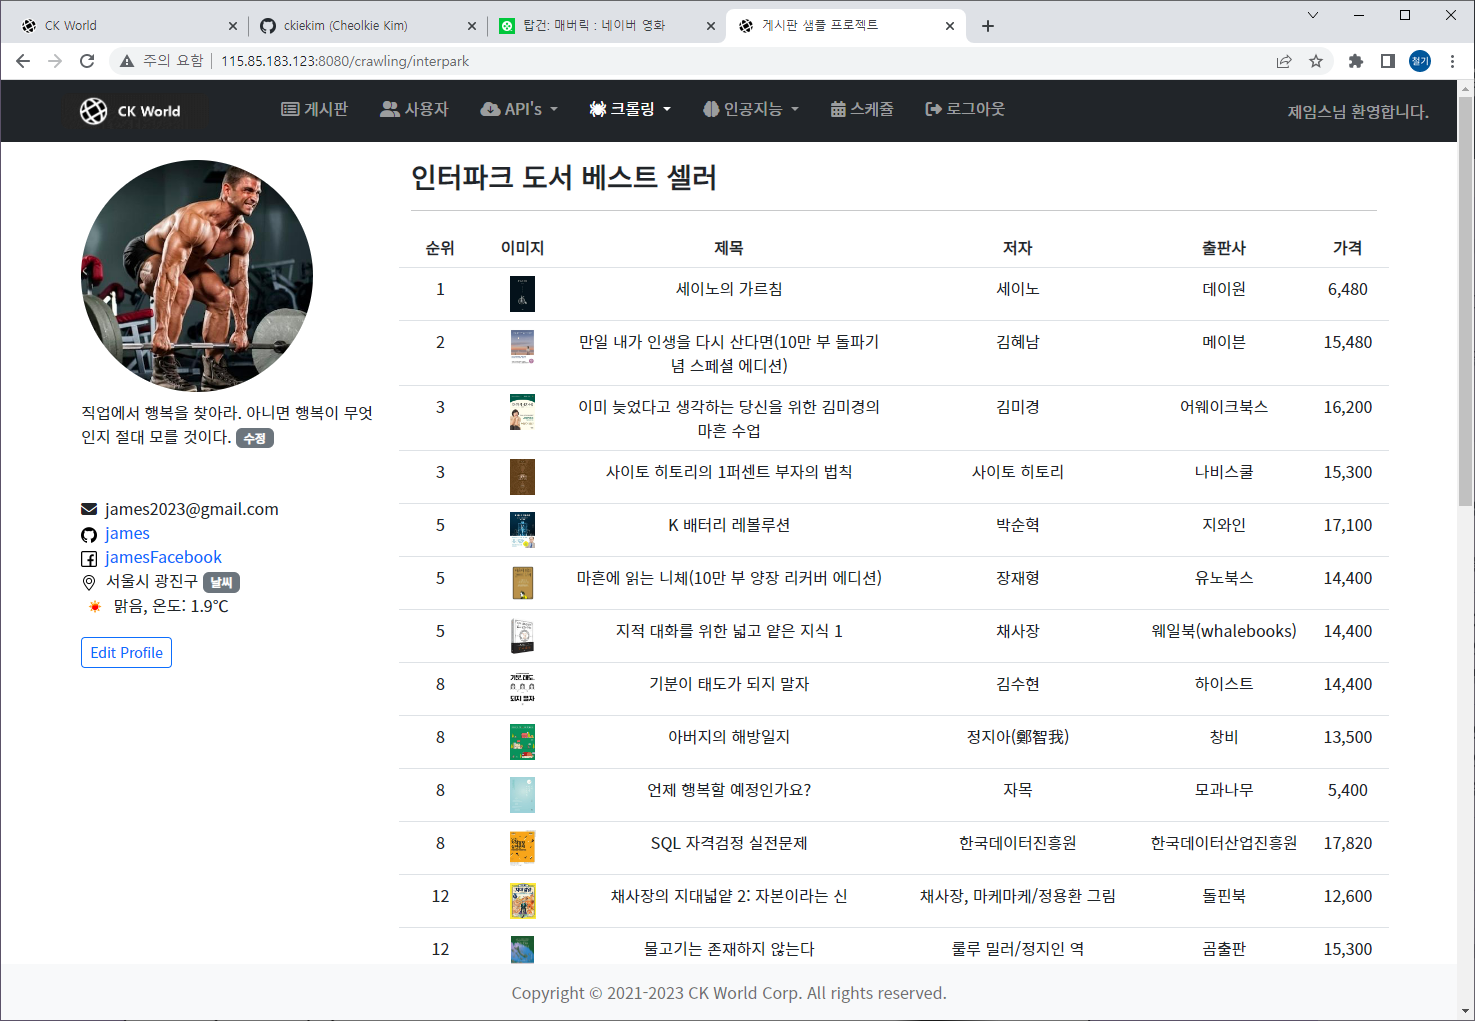 CK World
ckiekim (Cheolkie Kim)
탑건: 매버릭 : 네이버 영화
게시판 샘플 프로젝트
주의 요함
115.85.183.123:8080/crawling/interpark
철기
CK World
게시판
사용자
API's
크롤링
인공지능
스케쥴
로그아웃
제임스님 환영합니다.
직업에서 행복을 찾아라. 아니면 행복이 무엇
인지 절대 모를 것이다. 수정
james2023@gmail.com
james
jamesFacebook
서울시 광진구 날씨
맑음, 온도: 1.9℃
Edit Profile
인터파크 도서 베스트 셀러
순위 이미지 제목 저자 출판사 가격
1 세이노의 가르침 세이노 데이원 6,480
2 만일 내가 인생을 다시 산다면(10만 부 돌파기
념 스페셜 에디션) 김혜남 메이븐 15,480
3 이미 늦었다고 생각하는 당신을 위한 김미경의
마흔 수업 김미경 어웨이크북스 16,200
3 사이토 히토리의 1퍼센트 부자의 법칙 사이토 히토리 나비스쿨 15,300
5 K 배터리 레볼루션 박순혁 지와인 17,100
5 마흔에 읽는 니체(10만 부 양장 리커버 에디션) 장재형 유노북스 14,400
5 지적 대화를 위한 넓고 얕은 지식 1 채사장 웨일북(whalebooks) 14,400
8 기분이 태도가 되지 말자 김수현 하이스트 14,400
8 아버지의 해방일지 정지아(鄭智我) 창비 13,500
8 언제 행복할 예정인가요? 자목 모과나무 5,400
8 SQL 자격검정 실전문제 한국데이터진흥원 한국데이터산업진흥원 17,820
12 채사장의 지대넓얕 2: 자본이라는 신 채사장, 마케마케/정용환 그림 돌핀북 12,600
12 물고기는 존재하지 않는다 룰루 밀러/정지인 역 곰출판 15,300
Copyright © 2021-2023 CK World Corp. All rights reserved.